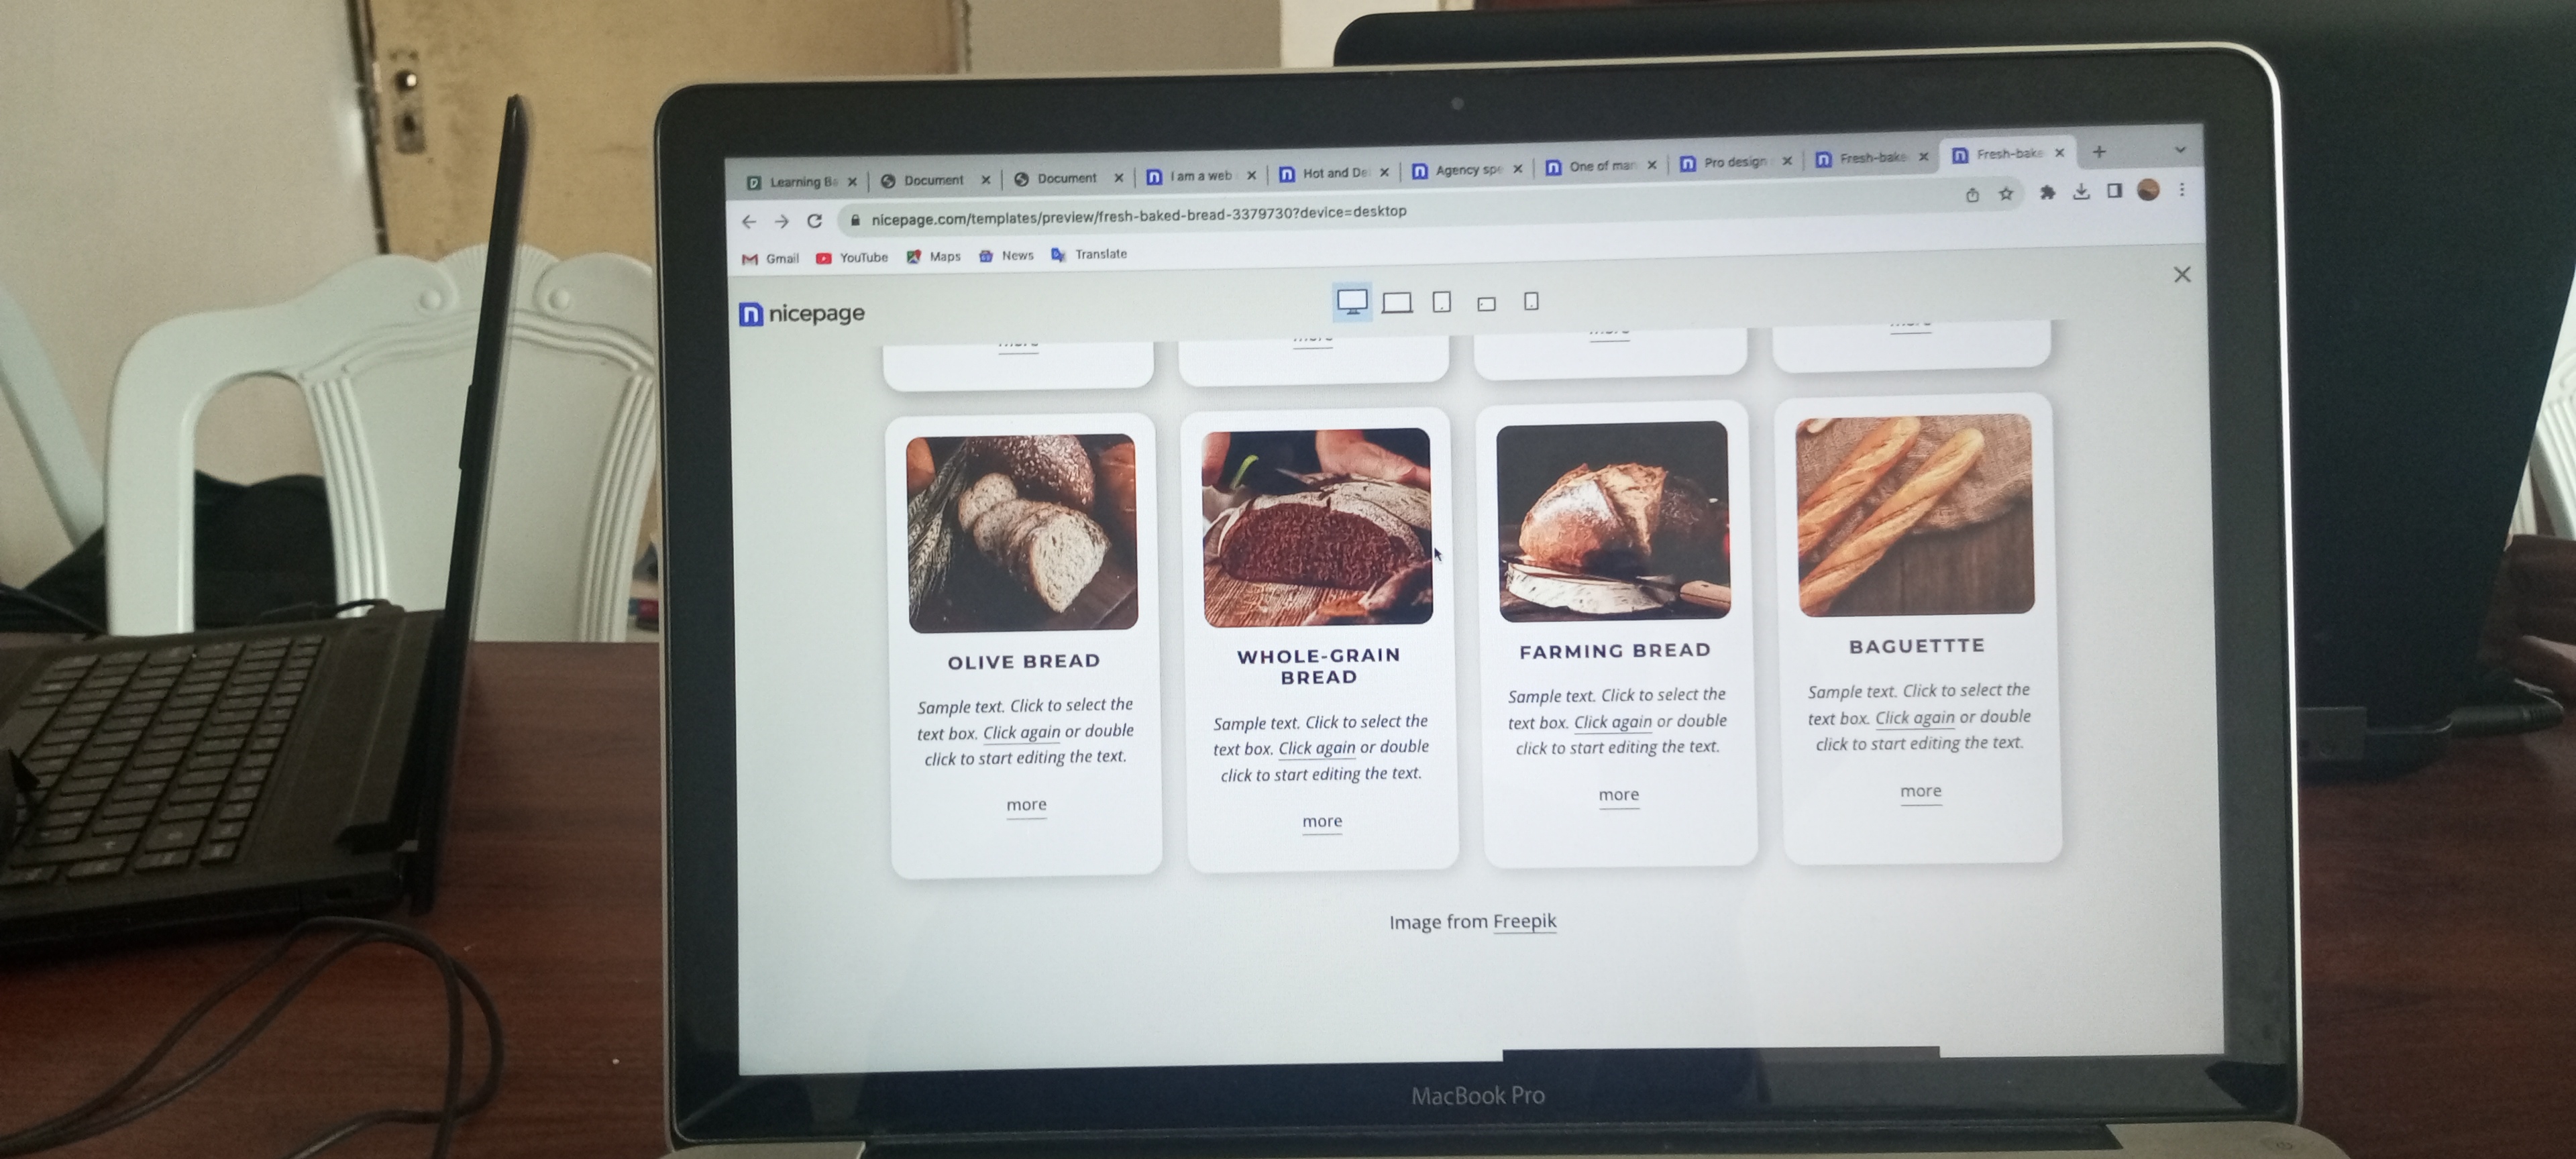 Learning Ba
Document
Document
I am a web
Hot and De
Agency spe
One of man
Pro design
Fresh-bake
Fresh-bake
nicepage.com/templates/preview/fresh-baked-bread-3379730?device=desktop
Gmail
YouTube
Maps
News
Translate
nicepage
OLIVE BREAD
Sample text. Click to select the
text box. Click again or double
click to start editing the text.
more
WHOLE-GRAIN
BREAD
Sample text. Click to select the
text box. Click again or double
click to start editing the text.
more
FARMING BREAD
Sample text. Click to select the
text box. Click again or double
click to start editing the text.
more
BAGUETTTE
Sample text. Click to select the
text box. Click again or double
click to start editing the text.
more
Image from Freepik
MacBook Pro